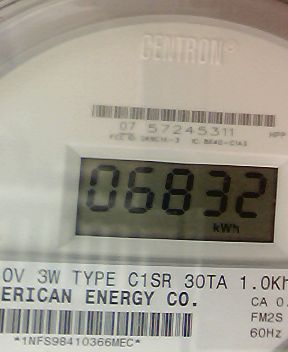 CENTRON®
07 57245311
HPP
06832
kWh
0V 3W TYPE C1SR 30TA 1.0Kh
ERICAN ENERGY CO.
CA 0.
FM2S
60Hz
*1NFS98410366MEC*